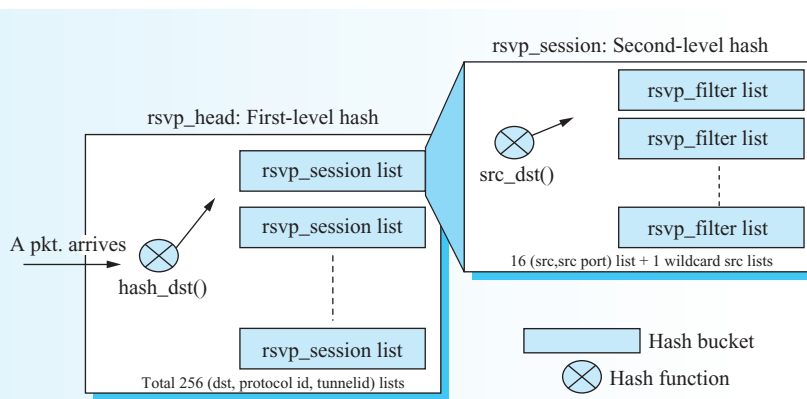 rsvp_session: Second-level hash
rsvp_filter list
rsvp_head: First-level hash
rsvp_filter list
rsvp_session list
src_dst()
rsvp_session list
rsvp_filter list
A pkt. arrives
16 (src,src port) list + 1 wildcard src lists
hash_dst()
rsvp_session list
Hash bucket
Total 256 (dst, protocol id, tunnelid) lists
Hash function